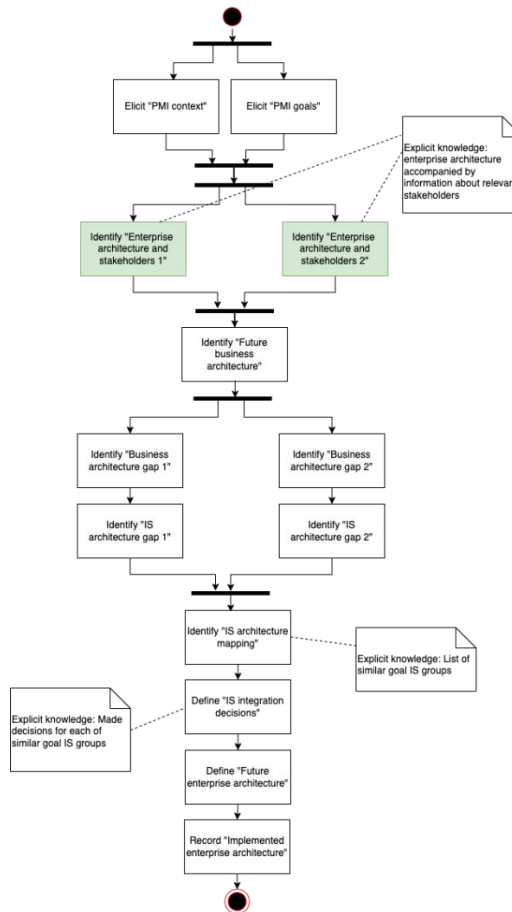 Elicit "PMI context"
Elicit "PMI goals"
Explicit knowledge:
enterprise architecture
accompanied by
information about relevant
stakeholders
Identify "Enterprise
architecture and
stakeholders 1"
Identify "Enterprise
architecture and
stakeholders 2"
Identify "Future
business
architecture"
Identify "Business
architecture gap 1"
Identify "Business
architecture gap 2"
Identify "IS
architecture gap 1"
Identify "IS
architecture gap 2"
Identify "IS architecture
mapping"
Explicit knowledge: List of
similar goal IS groups
Define "IS integration
decisions"
Explicit knowledge: Made
decisions for each of
similar goal IS groups
Define "Future
enterprise architecture"
Record "Implemented
enterprise architecture"